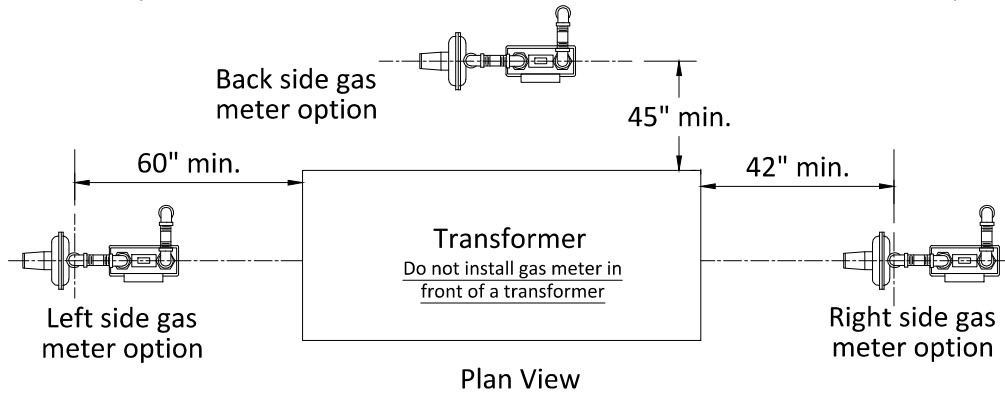 Back side gas
meter option
45" min.
60" min.
42" min.
Transformer
Do not install gas meter in
front of a transformer
Left side gas
meter option
Right side gas
meter option
Plan View